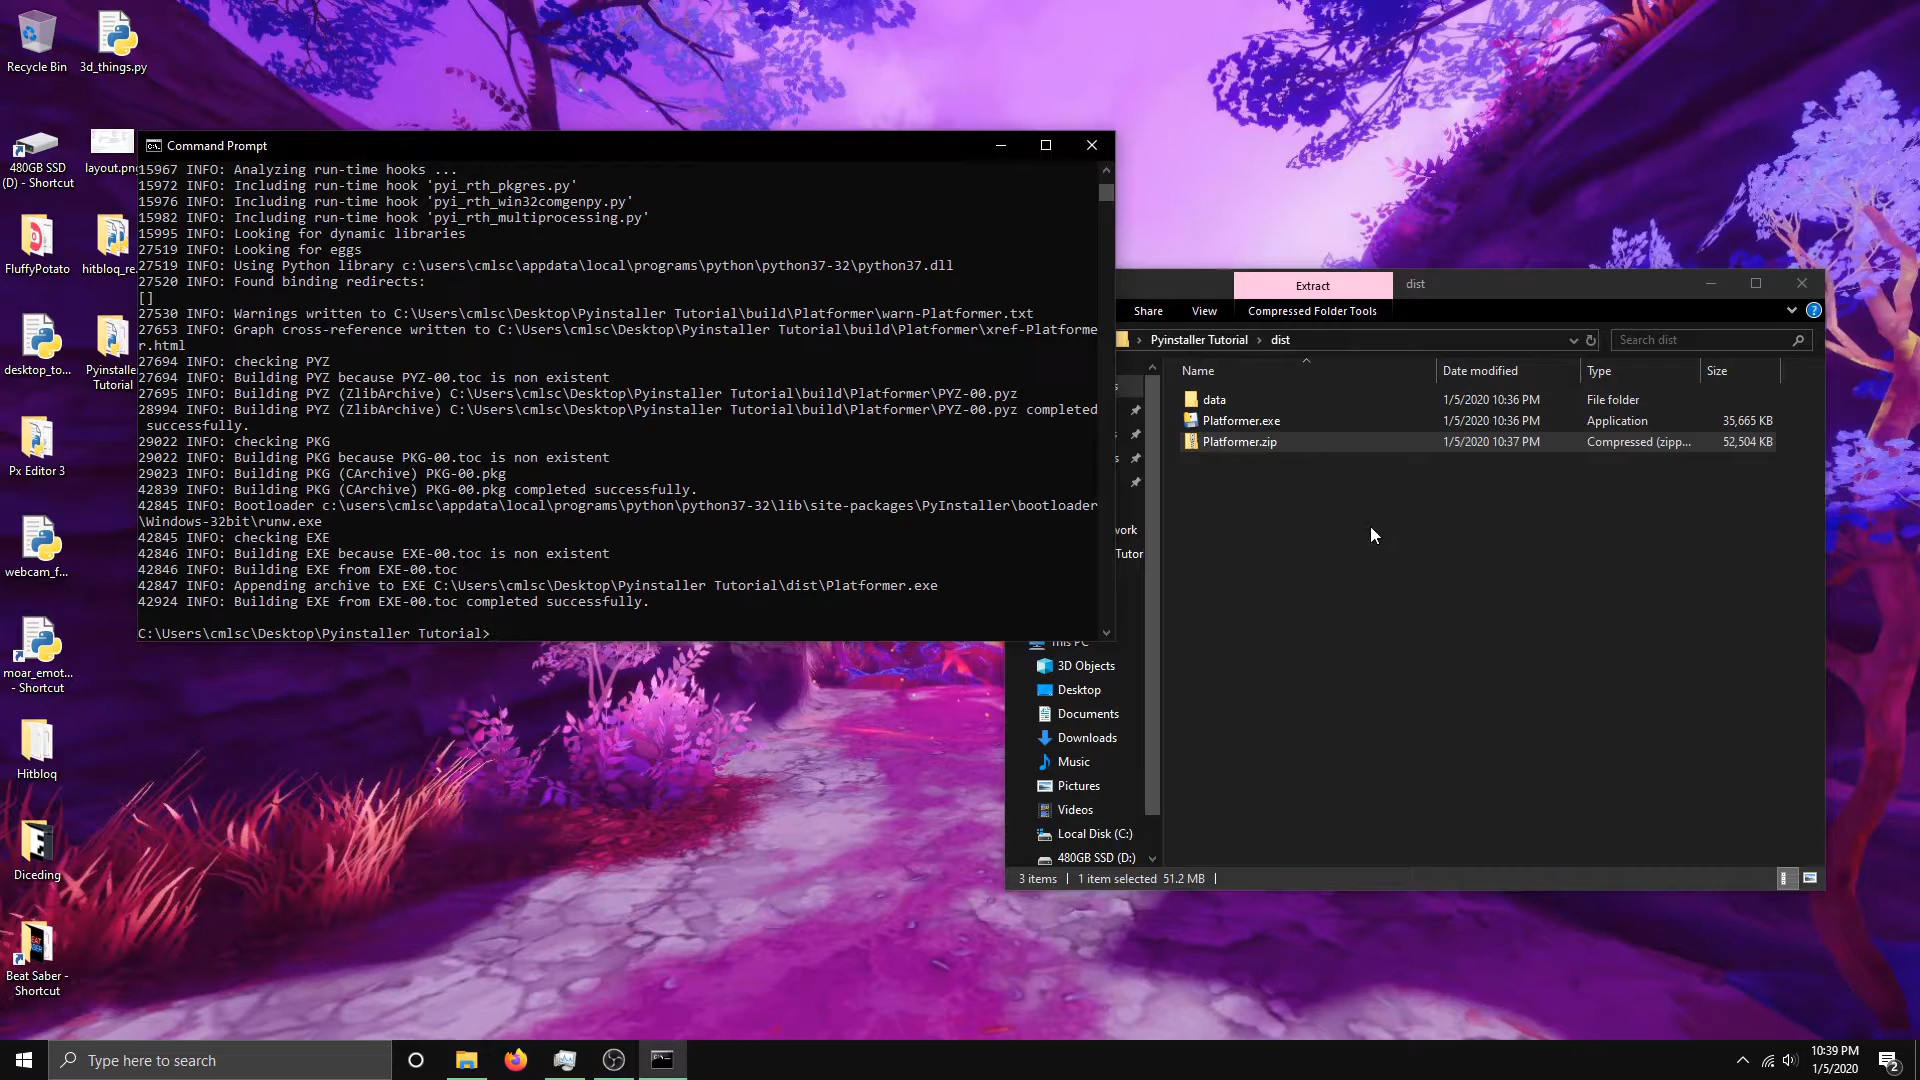 Recycle Bin
3d_things.py
480GB SSD
(D) - Shortcut
layout.png
FluffyPotato
hitbloq_re...
desktop_to...
Pyinstaller
Tutorial
Px Editor 3
webcam_f...
moar_emot...
- Shortcut
Hitbloq
Diceding
Beat Saber -
Shortcut
Command Prompt
15967 INFO: Analyzing run-time hooks ...
15972 INFO: Including run-time hook 'pyi_rth_pkgres.py'
15976 INFO: Including run-time hook 'pyi_rth_win32comgenpy.py'
15982 INFO: Including run-time hook 'pyi_rth_multiprocessing.py'
15995 INFO: Looking for dynamic libraries
27519 INFO: Looking for eggs
27519 INFO: Using Python library c:\users\cmlsc\appdata\local\programs\python\python37-32\python37.dll
27520 INFO: Found binding redirects:
[]
27530 INFO: Warnings written to C:\Users\cmlsc\Desktop\Pyinstaller Tutorial\build\Platformer\warn-Platformer.txt
27653 INFO: Graph cross-reference written to C:\Users\cmlsc\Desktop\Pyinstaller Tutorial\build\Platformer\xref-Platforme
r.html
27694 INFO: checking PYZ
27694 INFO: Building PYZ because PYZ-00.toc is non existent
27695 INFO: Building PYZ (ZlibArchive) C:\Users\cmlsc\Desktop\Pyinstaller Tutorial\build\Platformer\PYZ-00.pyz
28994 INFO: Building PYZ (ZlibArchive) C:\Users\cmlsc\Desktop\Pyinstaller Tutorial\build\Platformer\PYZ-00.pyz completed
successfully.
29022 INFO: checking PKG
29022 INFO: Building PKG because PKG-00.toc is non existent
29023 INFO: Building PKG (CArchive) PKG-00.pkg
42839 INFO: Building PKG (CArchive) PKG-00.pkg completed successfully.
42845 INFO: Bootloader c:\users\cmlsc\appdata\local\programs\python\python37-32\lib\site-packages\PyInstaller\bootloader
\Windows-32bit\runw.exe
42845 INFO: checking EXE
42846 INFO: Building EXE because EXE-00.toc is non existent
42846 INFO: Building EXE from EXE-00.toc
42847 INFO: Appending archive to EXE C:\Users\cmlsc\Desktop\Pyinstaller Tutorial\dist\Platformer.exe
42924 INFO: Building EXE from EXE-00.toc completed successfully.
C:\Users\cmlsc\Desktop\Pyinstaller Tutorial>
Extract dist
Share View Compressed Folder Tools
Pyinstaller Tutorial > dist
Search dist
Name Date modified Type Size
data 1/5/2020 10:36 PM File folder
Platformer.exe 1/5/2020 10:36 PM Application 35,665 KB
Platformer.zip 1/5/2020 10:37 PM Compressed (zipp... 52,504 KB
work
Tutor
This PC
3D Objects
Desktop
Documents
Downloads
Music
Pictures
Videos
Local Disk (C:)
480GB SSD (D:)
3 items 1 item selected 51.2 MB
Type here to search
10:39 PM
1/5/2020
2